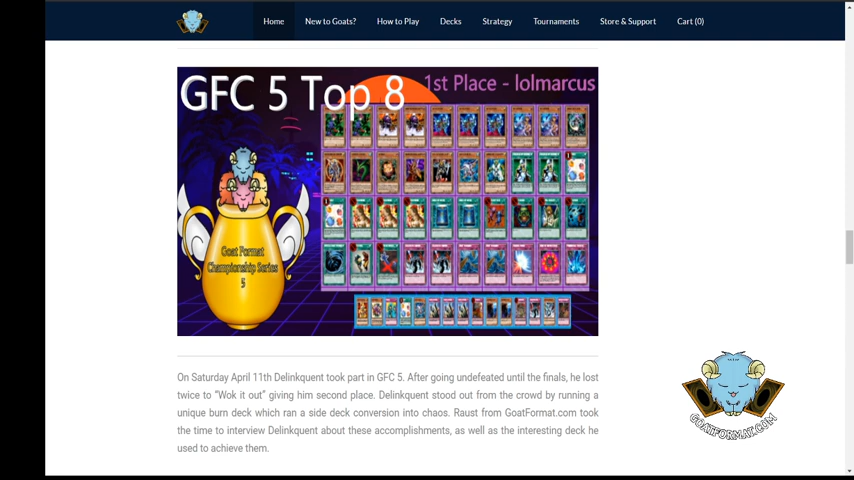 Home New to Goats? How to Play Decks Strategy Tournaments Store & Support Cart (0)
GFC 5 Top 8
1st Place - lolmarcus
Goat Format
Championship Series
5
On Saturday April 11th Delinkquent took part in GFC 5. After going undefeated until the finals, he lost
twice to “Wok it out” giving him second place. Delinkquent stood out from the crowd by running a
unique burn deck which ran a side deck conversion into chaos. Raust from GoatFormat.com took
the time to interview Delinkquent about these accomplishments, as well as the interesting deck he
used to achieve them.
GOATFORMAT.COM